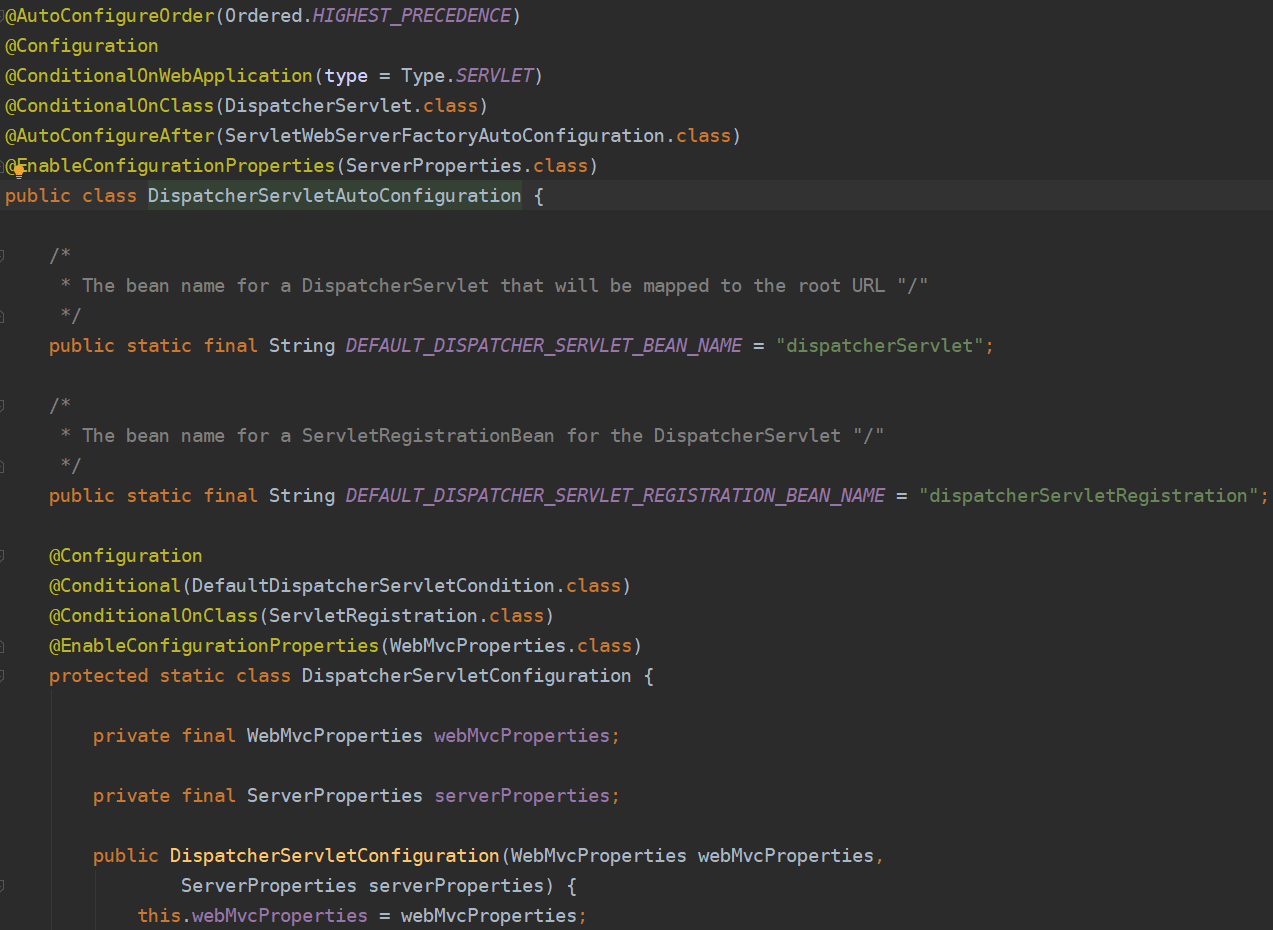 @AutoConfigureOrder(Ordered.HIGHEST_PRECEDENCE)
@Configuration
@ConditionalOnWebApplication(type = Type.SERVLET)
@ConditionalOnClass(DispatcherServlet.class)
@AutoConfigureAfter(ServletWebServerFactoryAutoConfiguration.class)
@EnableConfigurationProperties(ServerProperties.class)
public class DispatcherServletAutoConfiguration {
/*
* The bean name for a DispatcherServlet that will be mapped to the root URL "/"
*/
public static final String DEFAULT_DISPATCHER_SERVLET_BEAN_NAME = "dispatcherServlet";
/*
* The bean name for a ServletRegistrationBean for the DispatcherServlet "/"
*/
public static final String DEFAULT_DISPATCHER_SERVLET_REGISTRATION_BEAN_NAME = "dispatcherServletRegistration";
@Configuration
@Conditional(DefaultDispatcherServletCondition.class)
@ConditionalOnClass(ServletRegistration.class)
@EnableConfigurationProperties(WebMvcProperties.class)
protected static class DispatcherServletConfiguration {
private final WebMvcProperties webMvcProperties;
private final ServerProperties serverProperties;
public DispatcherServletConfiguration(WebMvcProperties webMvcProperties,
ServerProperties serverProperties) {
this.webMvcProperties = webMvcProperties;